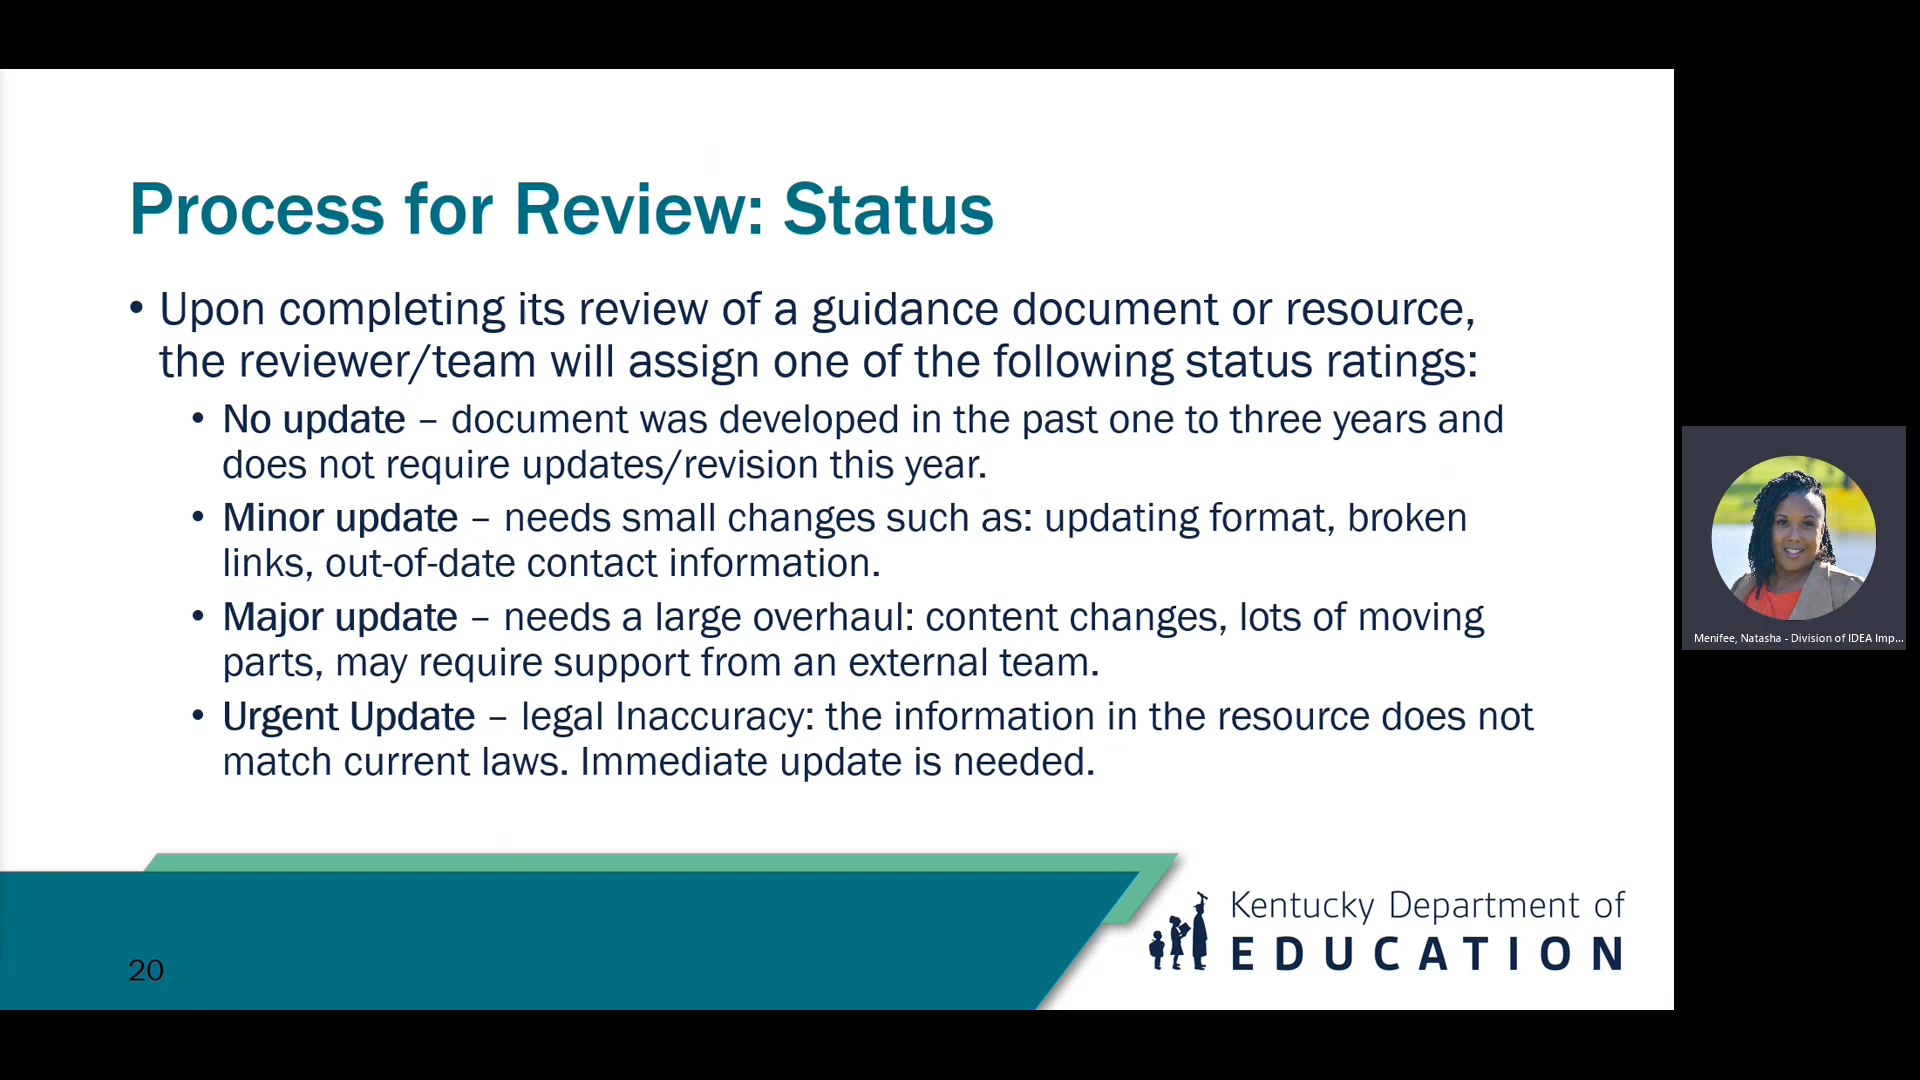 Process for Review: Status
• Upon completing its review of a guidance document or resource,
the reviewer/team will assign one of the following status ratings:
• No update – document was developed in the past one to three years and
does not require updates/revision this year.
• Minor update – needs small changes such as: updating format, broken
links, out-of-date contact information.
• Major update – needs a large overhaul: content changes, lots of moving
parts, may require support from an external team.
• Urgent Update – legal Inaccuracy: the information in the resource does not
match current laws. Immediate update is needed.
Menifee, Natasha - Division of IDEA Imp...
Kentucky Department of
EDUCATION
20